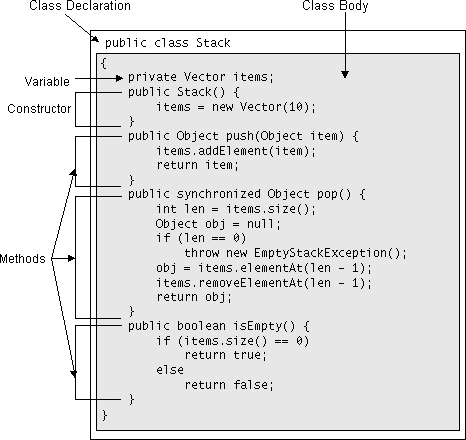 Class Declaration
Class Body
public class Stack
{
Variable
private Vector items;
Constructor
public Stack() {
items = new Vector(10);
}
Methods
public Object push(Object item) {
items.addElement(item);
return item;
}
public synchronized Object pop() {
int len = items.size();
Object obj = null;
if (len == 0)
throw new EmptyStackException();
obj = items.elementAt(len - 1);
items.removeElementAt(len - 1);
return obj;
}
public boolean isEmpty() {
if (items.size() == 0)
return true;
else
return false;
}
}